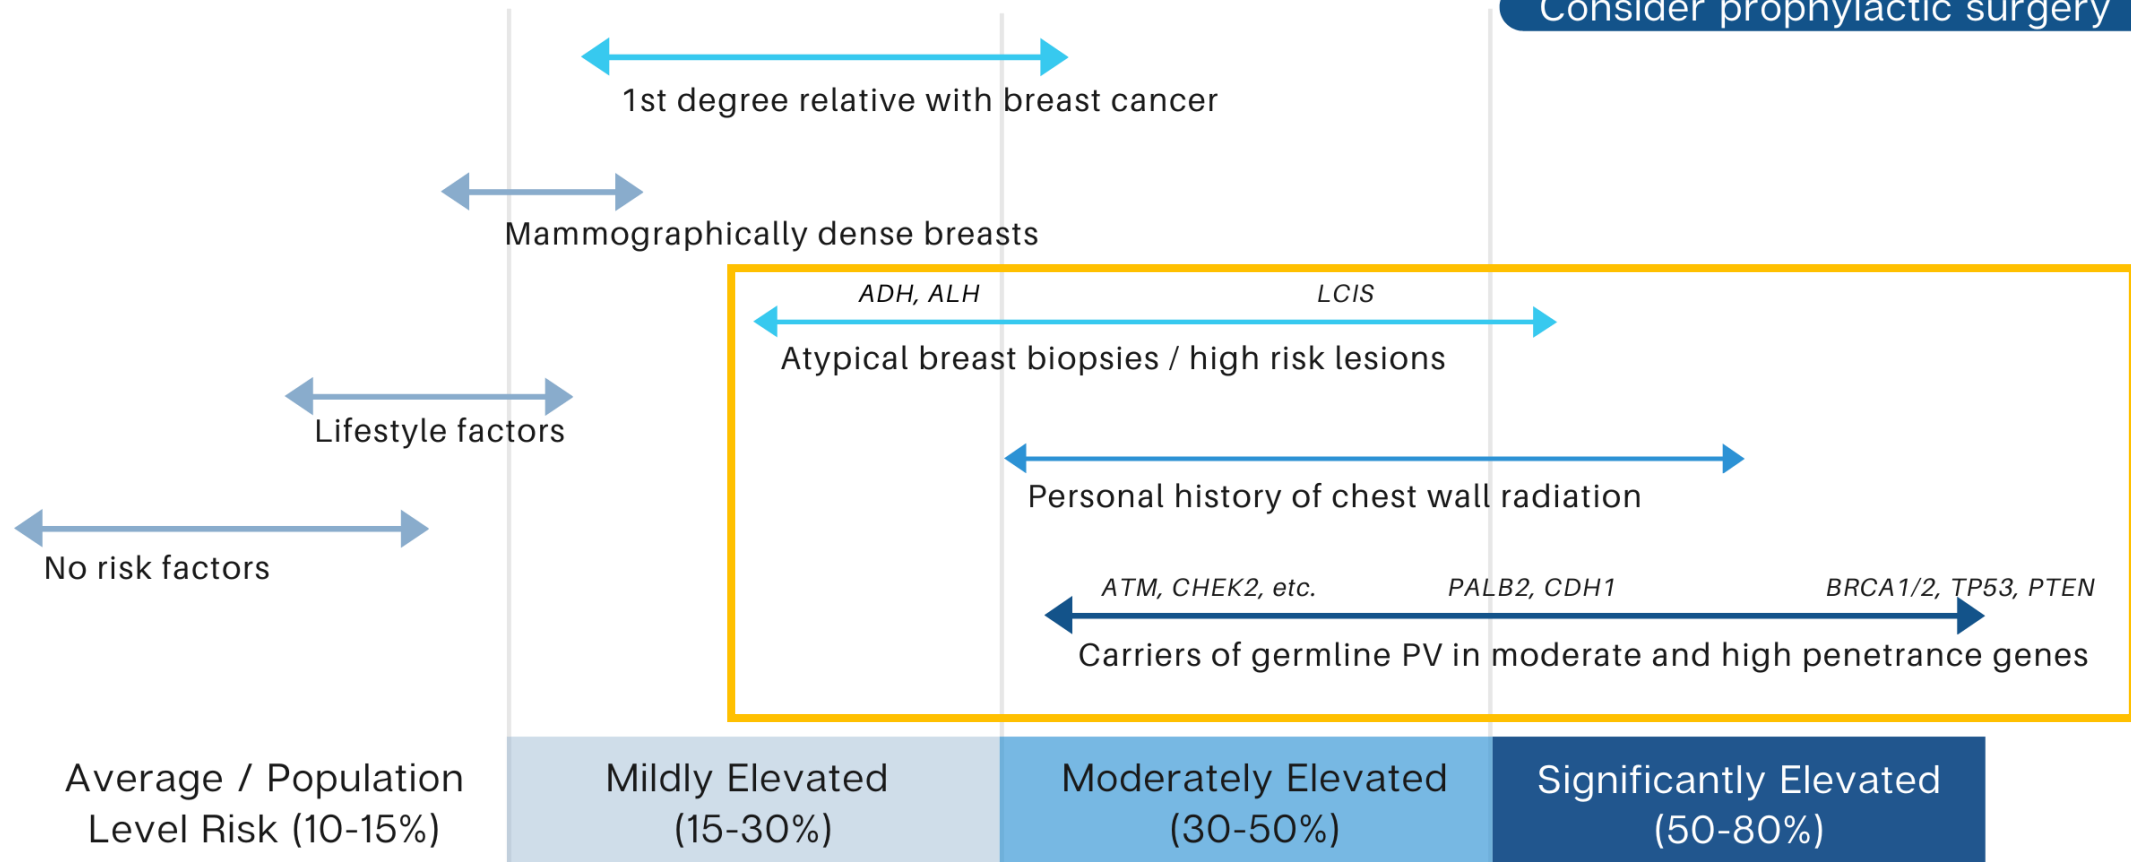 Consider prophylactic surgery
1st degree relative with breast cancer
Mammographically dense breasts
ADH, ALH
LCIS
Atypical breast biopsies / high risk lesions
Lifestyle factors
Personal history of chest wall radiation
No risk factors
ATM, CHEK2, etc.
PALB2, CDH1
BRCA1/2, TP53, PTEN
Carriers of germline PV in moderate and high penetrance genes
Average / Population
Level Risk (10-15%)
Mildly Elevated
(15-30%)
Moderately Elevated
(30-50%)
Significantly Elevated
(50-80%)